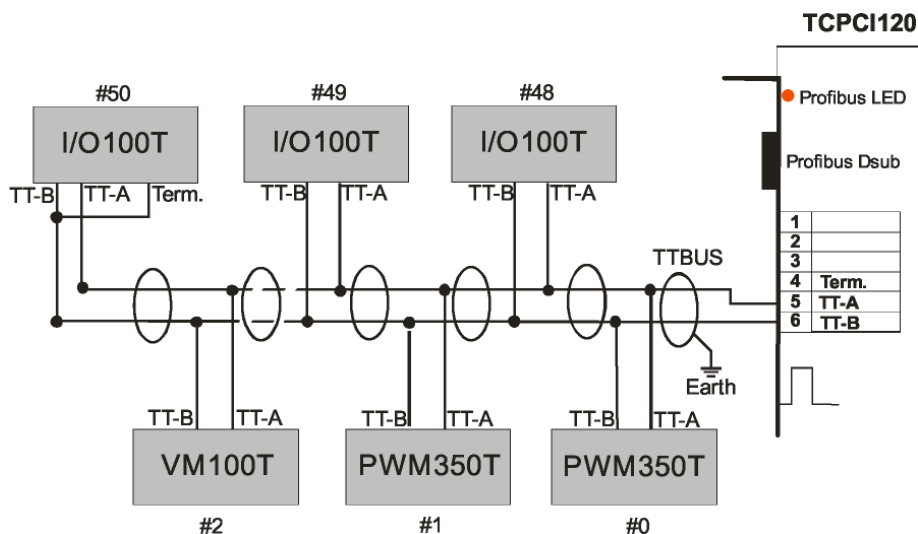 TCPCI120
#50
#49
#48
Profibus LED
I/O100T
I/O100T
I/O100T
Profibus Dsub
TT-B TT-A Term.
TT-B TT-A
TT-B TT-A
1
2
3
4 Term.
5 TT-A
6 TT-B
TTBUS
Earth
TT-B TT-A
TT-B TT-A
TT-B TT-A
VM100T
PWM350T
PWM350T
#2
#1
#0